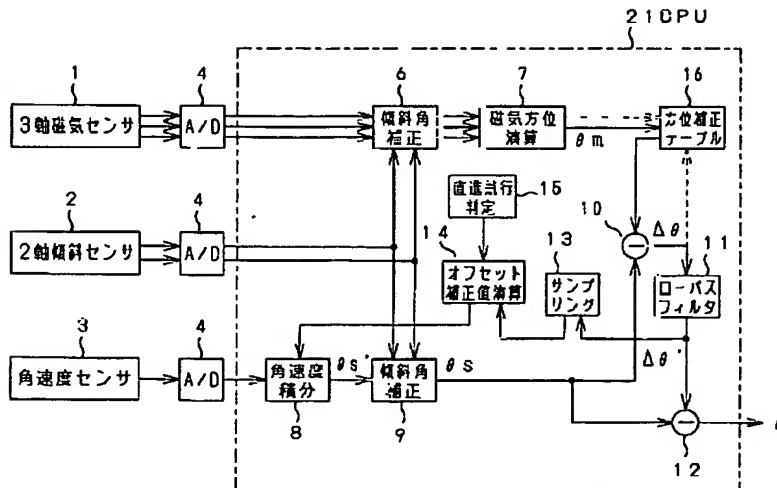 21CPU
1
3軸磁気センサ
4
A/D
6
傾斜角
補正
7
磁気方位
演算
θm
16
方位補正
テーブル
直進走行
判定
15
2
2軸傾斜センサ
4
A/D
14
オフセット
補正値演算
13
サンプ
リング
10
Δθ
11
ローパス
フィルタ
3
角速度センサ
4
A/D
角速度
積分
8
θs'
傾斜角
補正
9
θs
Δθ'
12